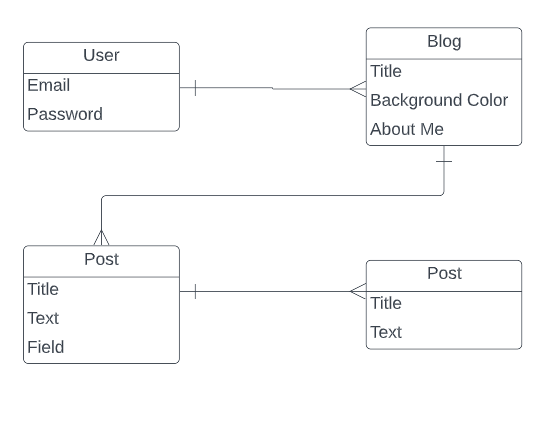 User
Email
Password
Blog
Title
Background Color
About Me
Post
Title
Text
Field
Post
Title
Text